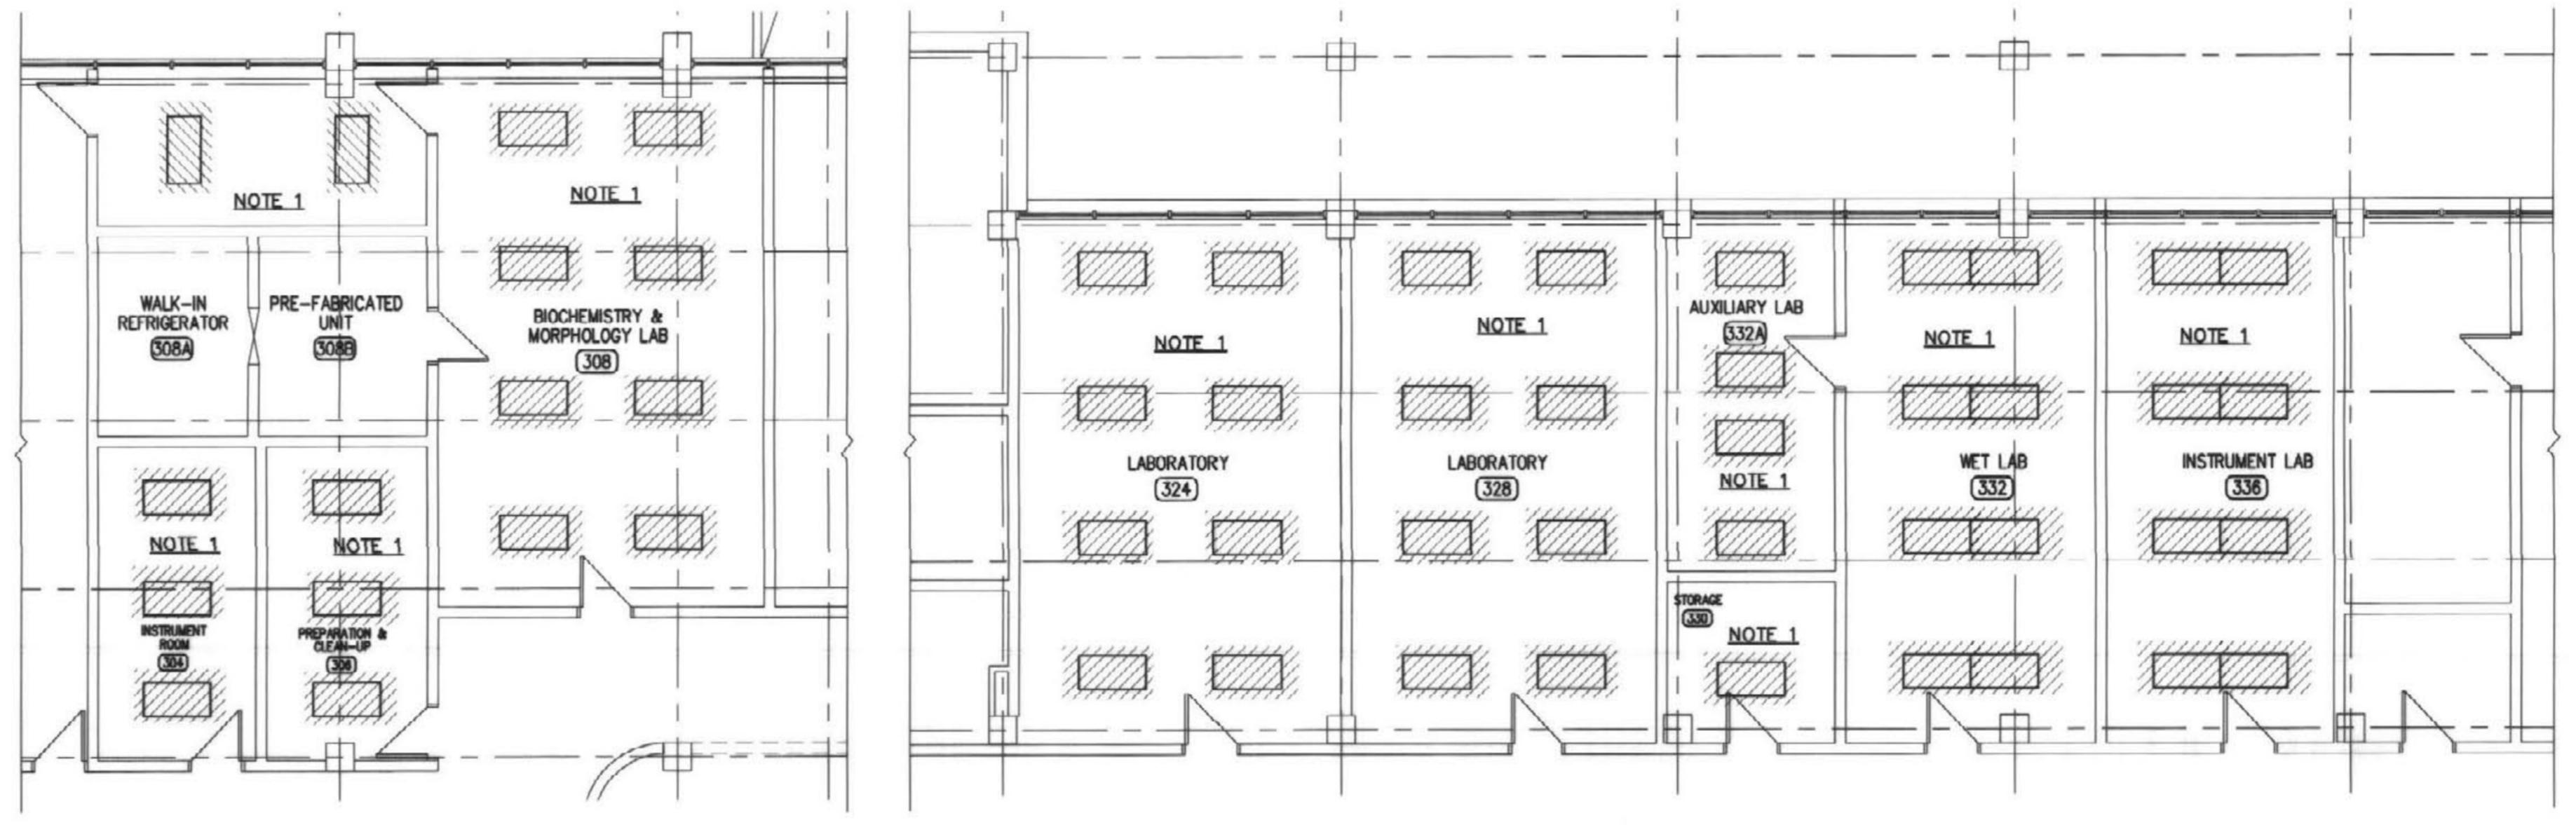 NOTE 1
NOTE 1
WALK-IN
REFRIGERATOR
308A
PRE-FABRICATED
UNIT
308B
BIOCHEMISTRY &
MORPHOLOGY LAB
308
NOTE 1
NOTE 1
INSTRUMENT
ROOM
304
PREPARATION &
CLEAN-UP
306
NOTE 1
LABORATORY
324
NOTE 1
LABORATORY
328
AUXILIARY LAB
332A
NOTE 1
STORAGE
330
NOTE 1
NOTE 1
WET LAB
332
NOTE 1
INSTRUMENT LAB
336